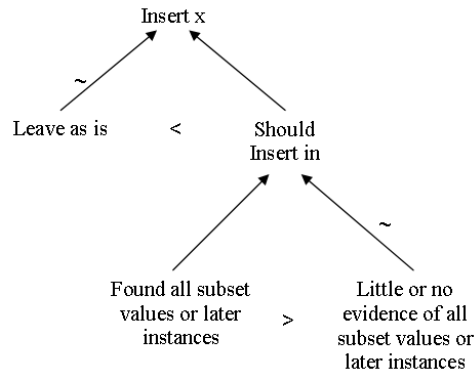 Insert x
~
Leave as is < Should
Insert in
~
Found all subset
values or later
instances
>
Little or no
evidence of all
subset values or
later instances